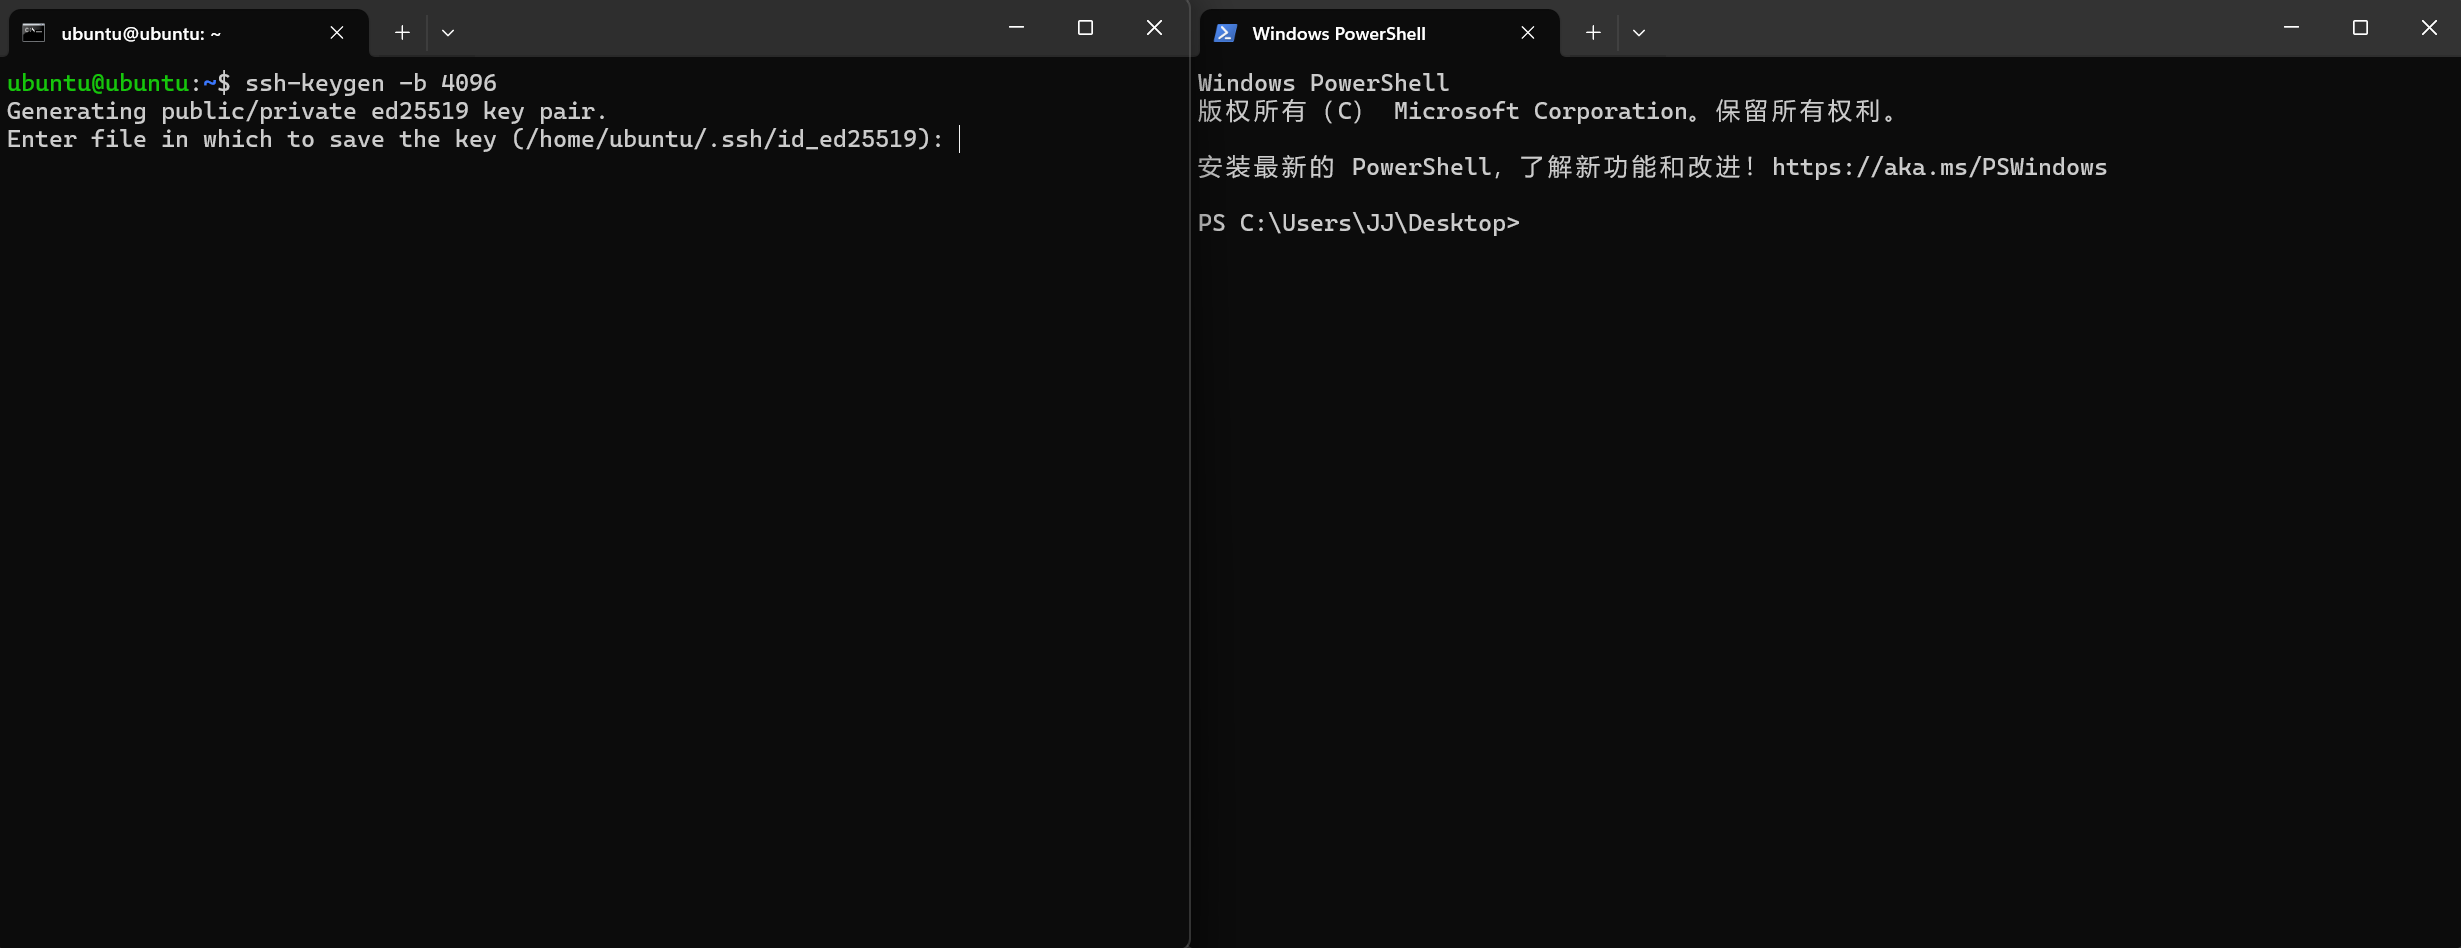 ubuntu@ubuntu: ~
ubuntu@ubuntu:~$ ssh-keygen -b 4096
Generating public/private ed25519 key pair.
Enter file in which to save the key (/home/ubuntu/.ssh/id_ed25519):
Windows PowerShell
Windows PowerShell
版权所有（C） Microsoft Corporation。保留所有权利。
安装最新的 PowerShell，了解新功能和改进！https://aka.ms/PSWindows
PS C:\Users\JJ\Desktop>